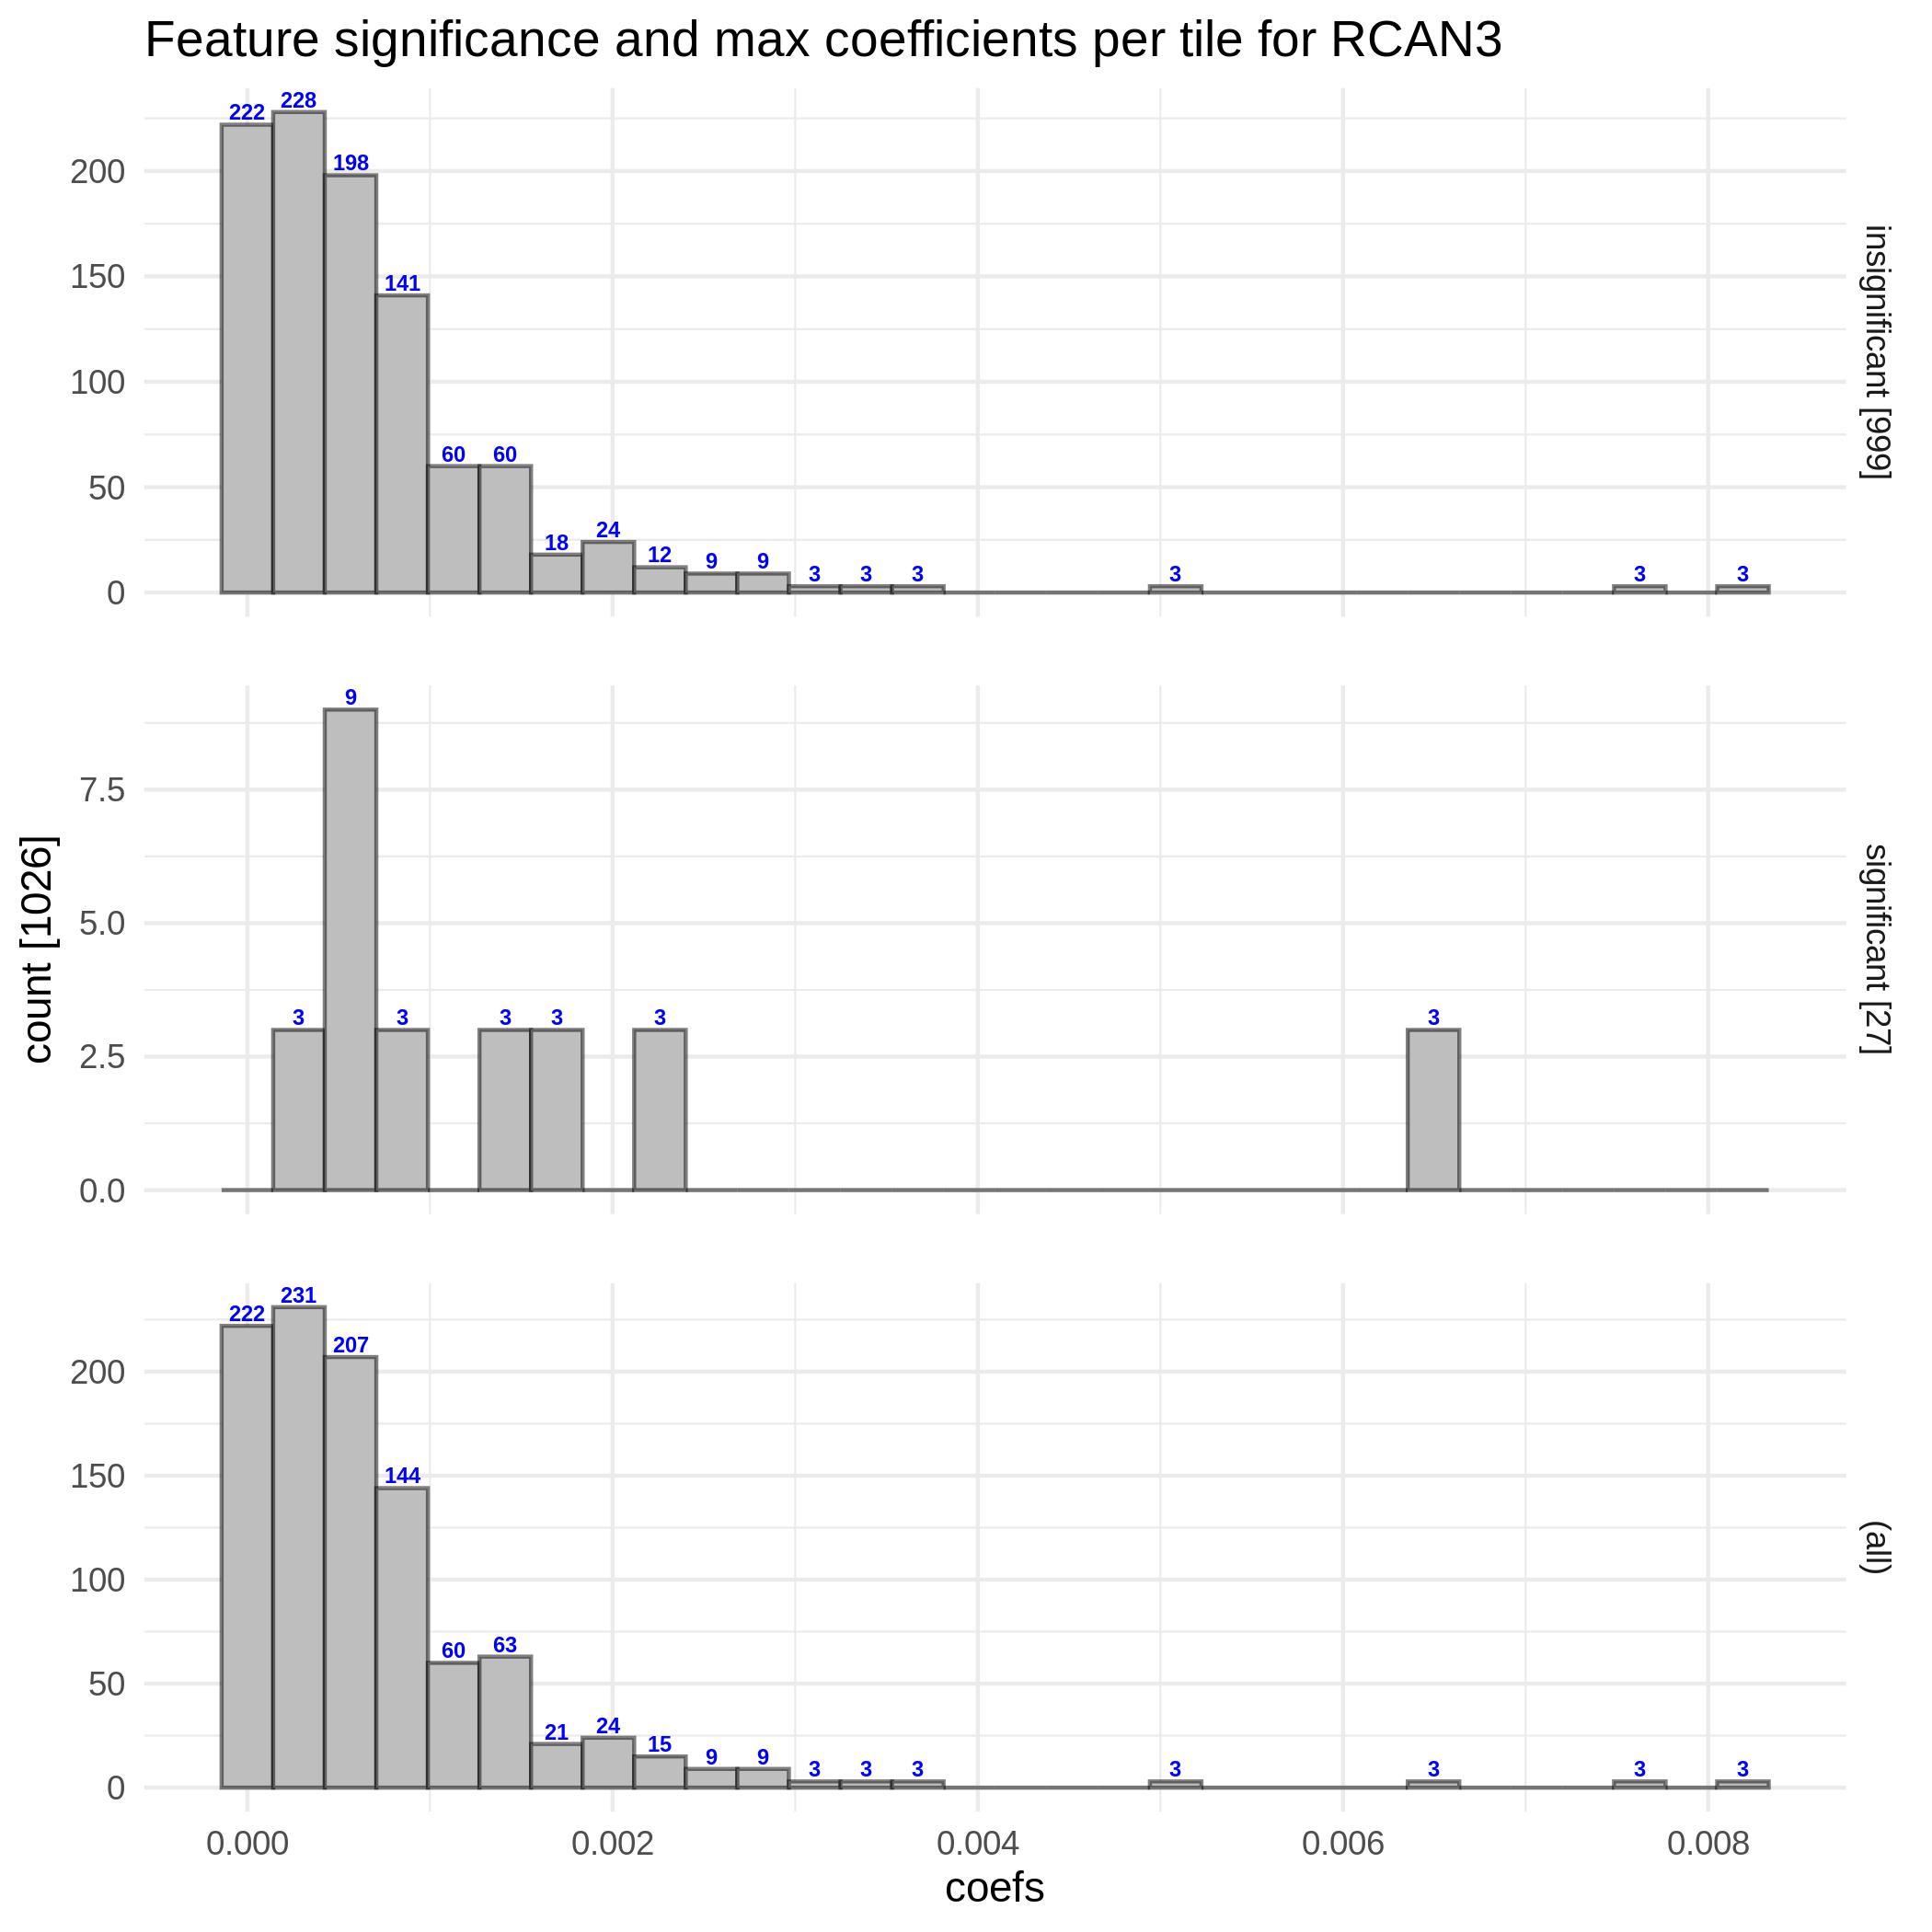 Feature significance and max coefficients per tile for RCAN3
222 228 198 141 60 60 18 24 12 9 9 3 3 3 3 3 3
200
150
100
50
0
insignificant [999]
9 3 3 3 3 3 3
7.5
5.0
2.5
0.0
count [1026]
significant [27]
222 231 207 144 60 63 21 24 15 9 9 3 3 3 3 3 3 3
200
150
100
50
0
(all)
0.000 0.002 0.004 0.006 0.008
coefs